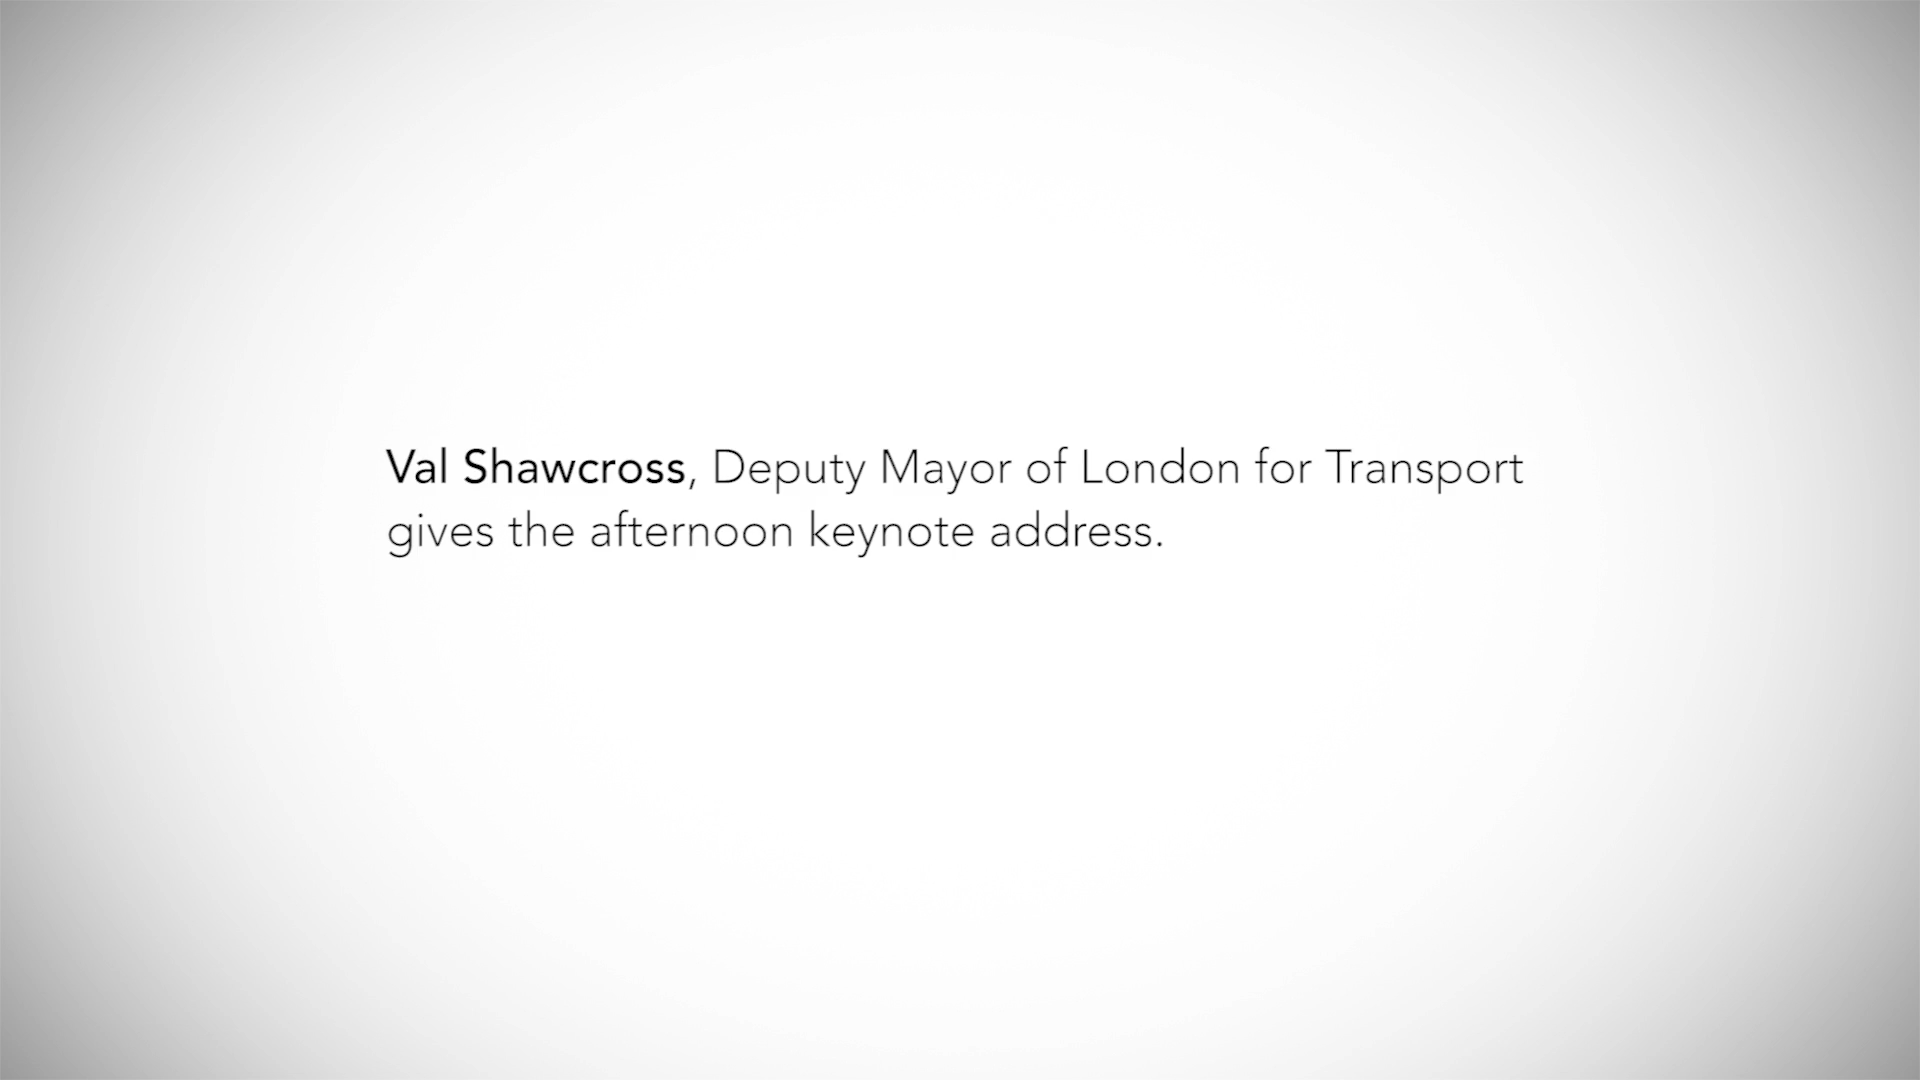 Val Shawcross, Deputy Mayor of London for Transport
gives the afternoon keynote address.